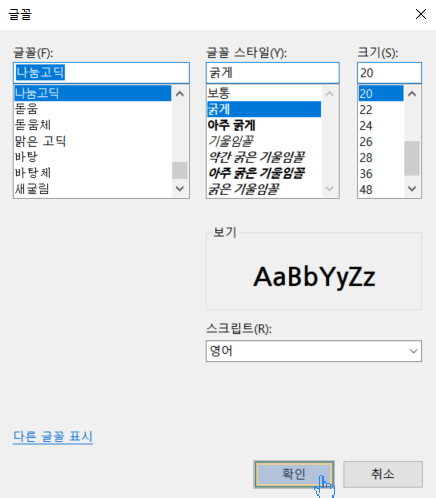 글꼴
글꼴(F):
나눔고딕
나눔고딕
돋움
돋움체
맑은 고딕
바탕
바탕체
새굴림
글꼴 스타일(Y):
굵게
보통
굵게
아주 굵게
기울임꼴
약간 굵은 기울임꼴
아주 굵은 기울임꼴
굵은 기울임꼴
크기(S):
20
20
22
24
26
28
36
48
보기
AaBbYyZz
스크립트(R):
영어
다른 글꼴 표시
확인
취소